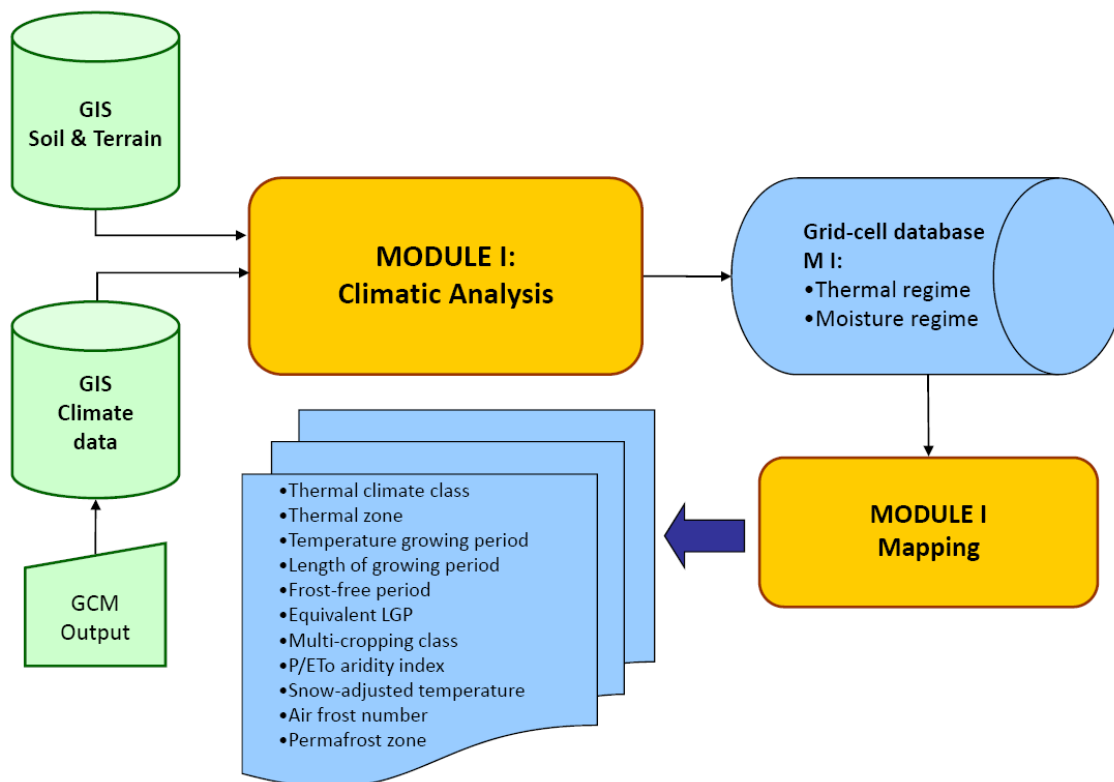 GIS
Soil & Terrain
MODULE I:
Climatic Analysis
Grid-cell database
M I:
•Thermal regime
•Moisture regime
GIS
Climate
data
GCM
Output
•Thermal climate class
•Thermal zone
•Temperature growing period
•Length of growing period
•Frost-free period
•Equivalent LGP
•Multi-cropping class
•P/ETo aridity index
•Snow-adjusted temperature
•Air frost number
•Permafrost zone
MODULE I
Mapping